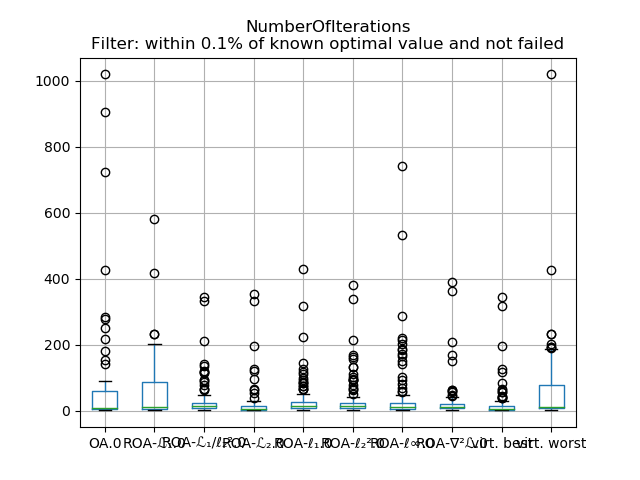 NumberOfIterations
Filter: within 0.1% of known optimal value and not failed
1000
800
600
400
200
0
OA.0 virt. best virt. worst